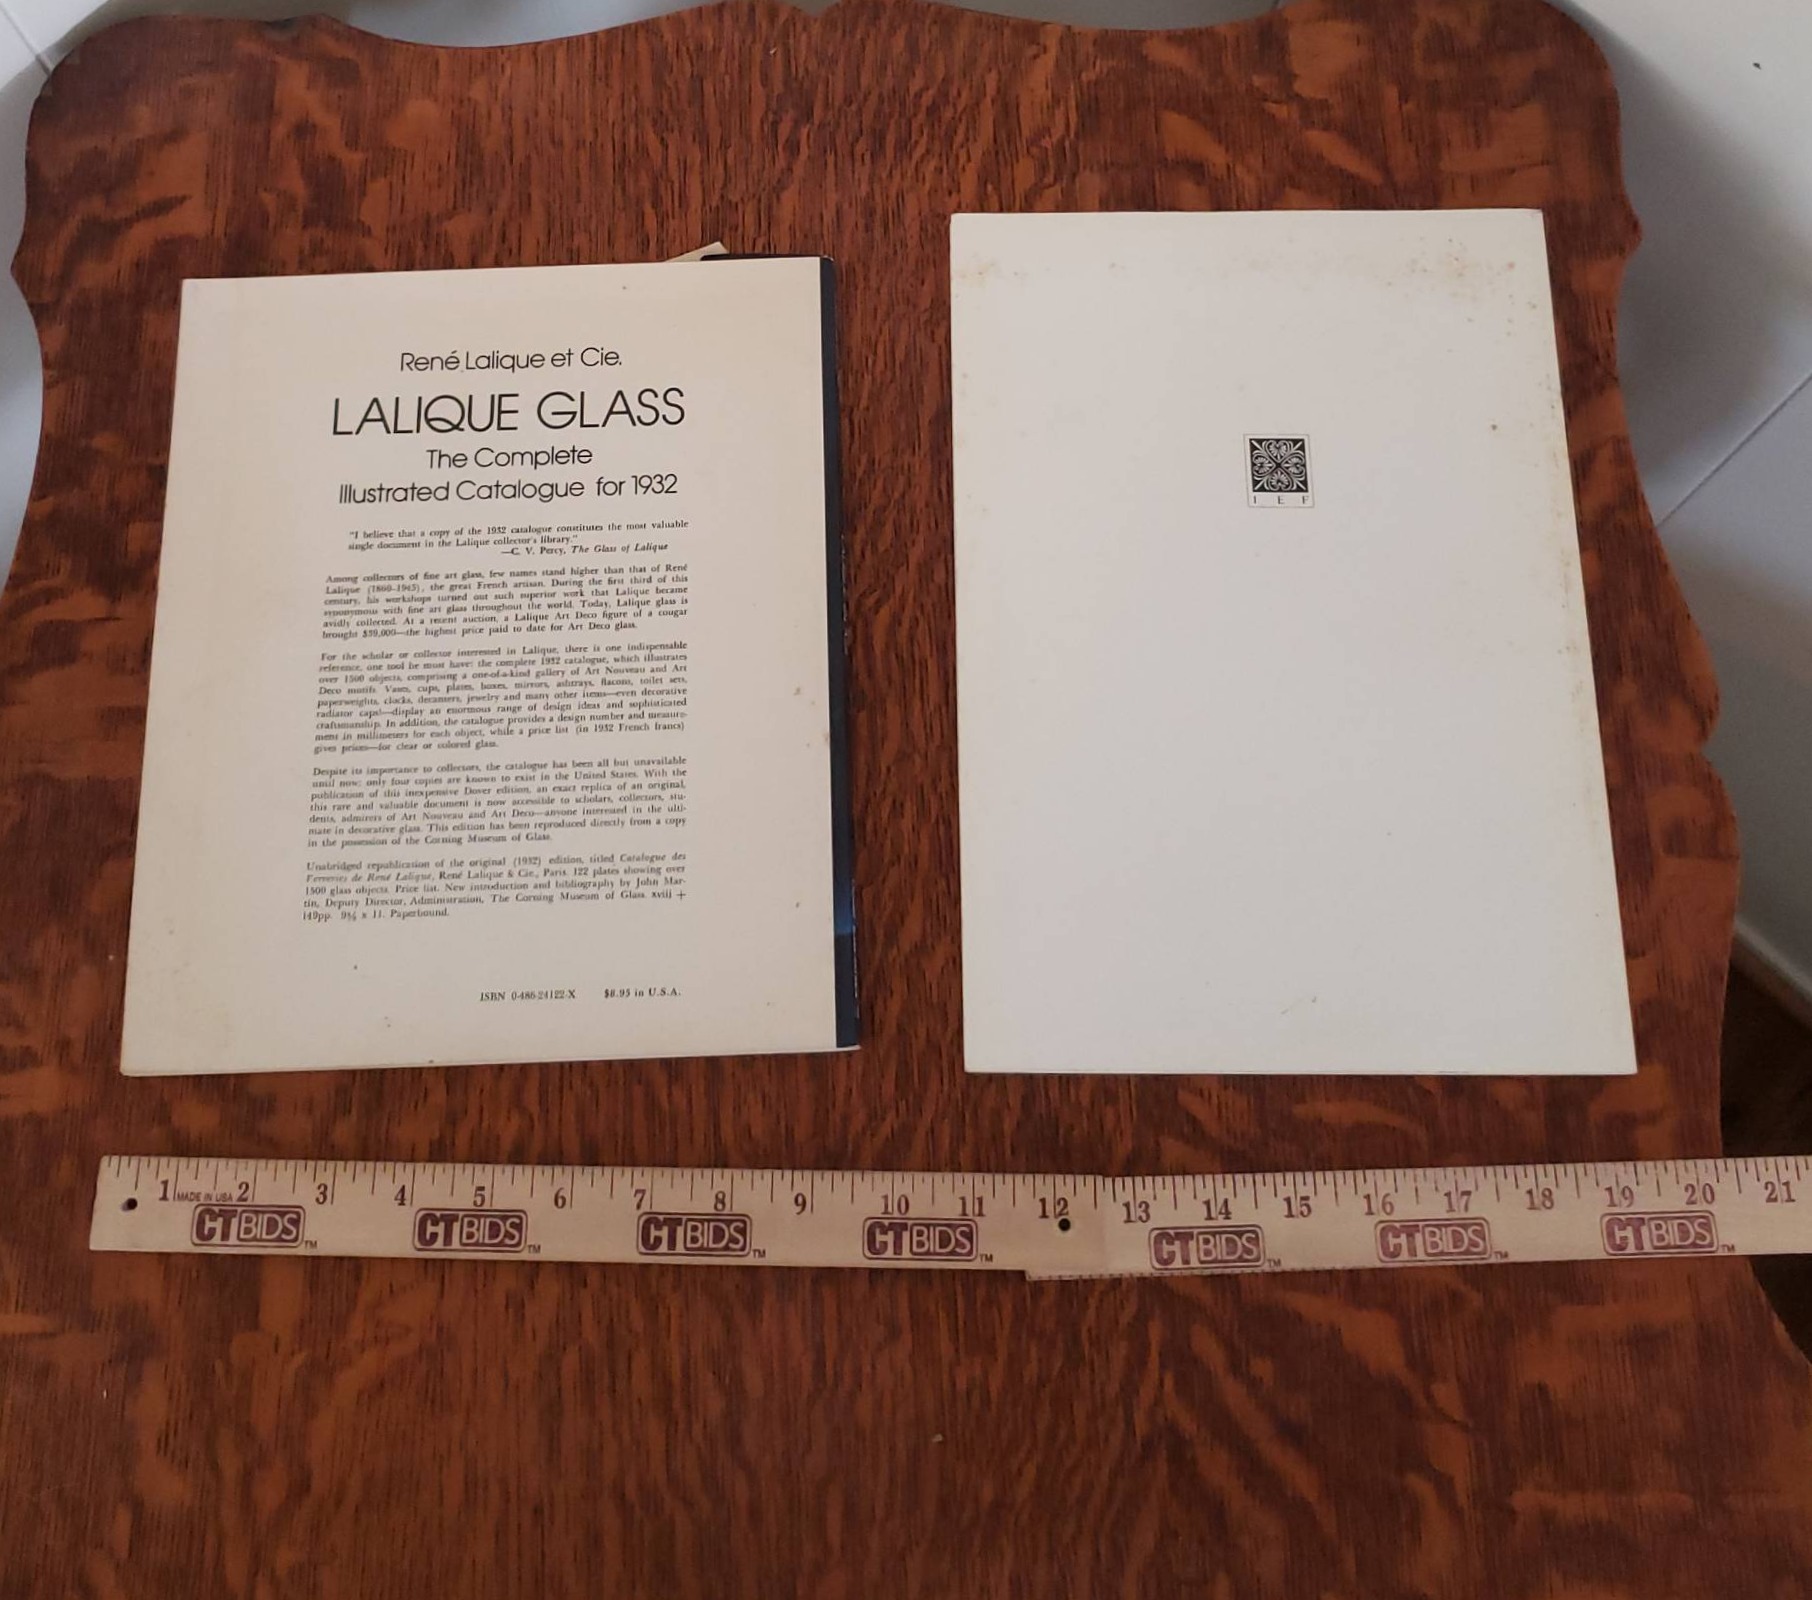 René Lalique et Cie.
LALIQUE GLASS
The Complete
Illustrated Catalogue for 1932
"I believe that a copy of the 1932 catalogue constitutes the most valuable
single document in the Lalique collector's library."
—C. V. Percy, The Glass of Lalique
Among collectors of fine art glass, few names stand higher than that of René
Lalique (1860–1945), the great French artisan. During the first third of this
century, his workshops turned out such superior work that Lalique became
synonymous with fine art glass throughout the world. Today, Lalique glass is
avidly collected. At a recent auction, a Lalique Art Deco figure of a cougar
brought $39,000—the highest price paid to date for Art Deco glass.
For the scholar or collector interested in Lalique, there is one indispensable
reference, one tool he must have: the complete 1932 catalogue, which illustrates
over 1500 objects, comprising a one-of-a-kind gallery of Art Nouveau and Art
Deco motifs. Vases, cups, plates, boxes, mirrors, ashtrays, flacons, toilet sets,
paperweights, clocks, decanters, jewelry and many other items—even decorative
radiator caps!—display an enormous range of design ideas and sophisticated
craftsmanship. In addition, the catalogue provides a design number and measure-
ment in millimeters for each object, while a price list (in 1932 French francs)
gives prices—for clear or colored glass.
Despite its importance to collectors, the catalogue has been all but unavailable
until now: only four copies are known to exist in the United States. With the
publication of this inexpensive Dover edition, an exact replica of an original,
this rare and valuable document is now accessible to scholars, collectors, stu-
dents, admirers of Art Nouveau and Art Deco—anyone interested in the ulti-
mate in decorative glass. This edition has been reproduced directly from a copy
in the possession of the Corning Museum of Glass.
Unabridged republication of the original (1932) edition, titled Catalogue des
Verreries de René Lalique, René Lalique & Cie., Paris. 122 plates showing over
1500 glass objects. Price list. New introduction and bibliography by John Mar-
tin, Deputy Director, Administration, The Corning Museum of Glass. xviii +
149pp. 9⅜ x 11. Paperbound.
ISBN 0-486-24122-X $8.95 in U.S.A.
I E F
1 MADE IN USA 2 3 4 5 6 7 8 9 10 11 12 13 14 15 16 17 18 19 20 21
CTBIDS™ CTBIDS™ CTBIDS™ CTBIDS™ CTBIDS™ CTBIDS™ CTBIDS™